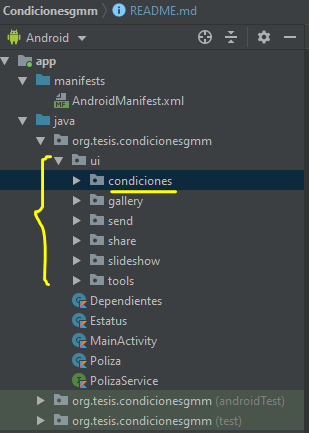 Condicionesgmm README.md
Android
app
manifests
AndroidManifest.xml
java
org.tesis.condicionesgmm
ui
condiciones
gallery
send
share
slideshow
tools
Dependientes
Estatus
MainActivity
Poliza
PolizaService
org.tesis.condicionesgmm (androidTest)
org.tesis.condicionesgmm (test)